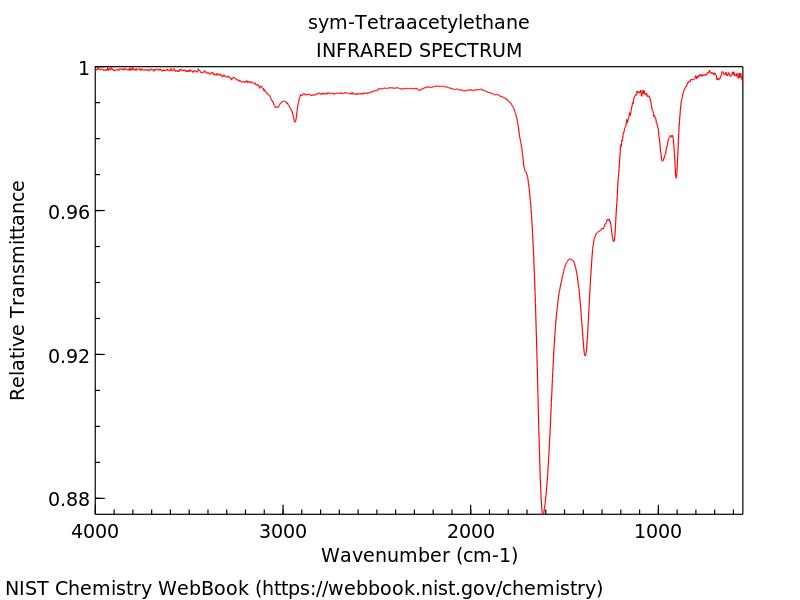 sym-Tetraacetylethane
INFRARED SPECTRUM
1
0.96
0.92
0.88
Relative Transmittance
4000 3000 2000 1000
Wavenumber (cm-1)
NIST Chemistry WebBook (https://webbook.nist.gov/chemistry)